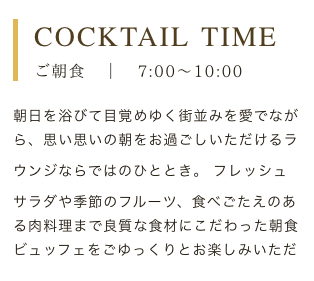 COCKTAIL TIME
ご朝食 ｜ 7:00～10:00
朝日を浴びて目覚めゆく街並みを愛でなが
ら、思い思いの朝をお過ごしいただけるラ
ウンジならではのひととき。 フレッシュ
サラダや季節のフルーツ、食べごたえのあ
る肉料理まで良質な食材にこだわった朝食
ビュッフェをごゆっくりとお楽しみいただ